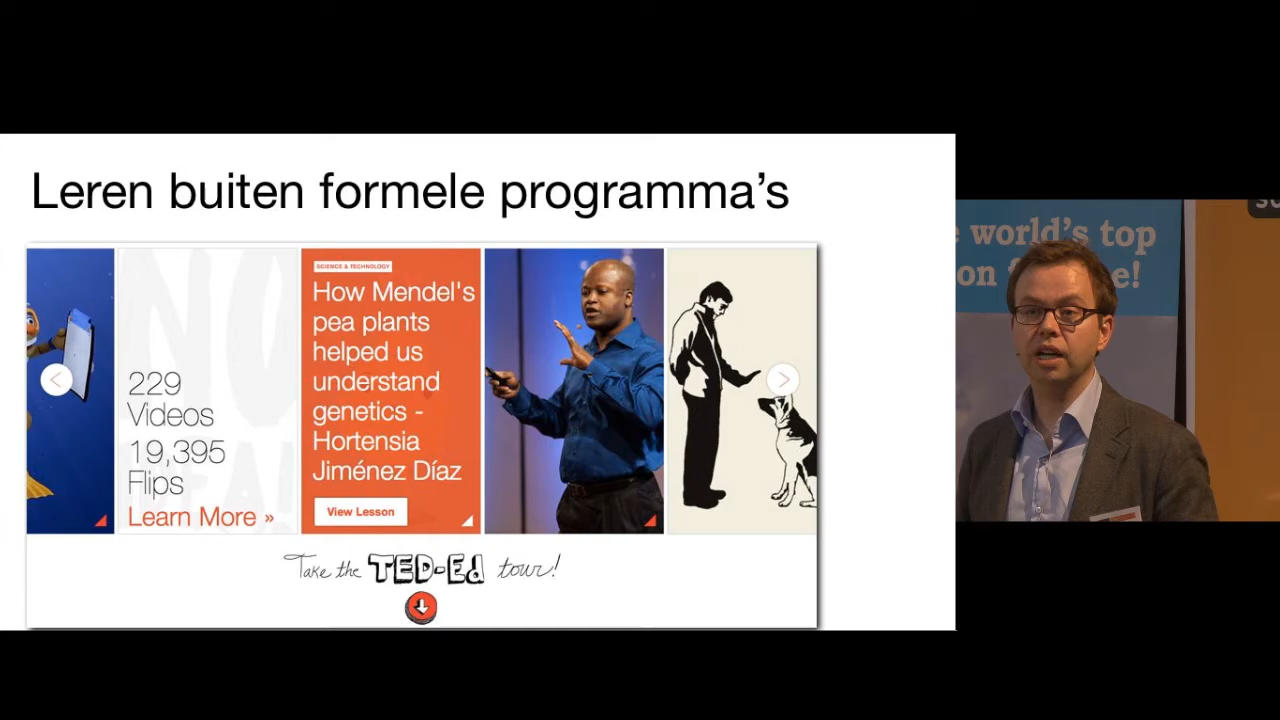 Leren buiten formele programma's
229
Videos
19,395
Flips
Learn More »
SCIENCE & TECHNOLOGY
How Mendel's
pea plants
helped us
understand
genetics -
Hortensia
Jiménez Díaz
View Lesson
Take the TED-Ed tour!
world's top
on
e!